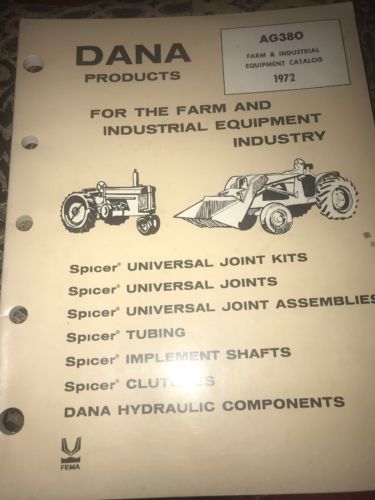 DANA
PRODUCTS
AG380
FARM & INDUSTRIAL
EQUIPMENT CATALOG
1972
FOR THE FARM AND
INDUSTRIAL EQUIPMENT
INDUSTRY
Spicer® UNIVERSAL JOINT KITS
Spicer® UNIVERSAL JOINTS
Spicer® UNIVERSAL JOINT ASSEMBLIES
Spicer® TUBING
Spicer® IMPLEMENT SHAFTS
Spicer® CLUTCHES
DANA HYDRAULIC COMPONENTS
FEMA